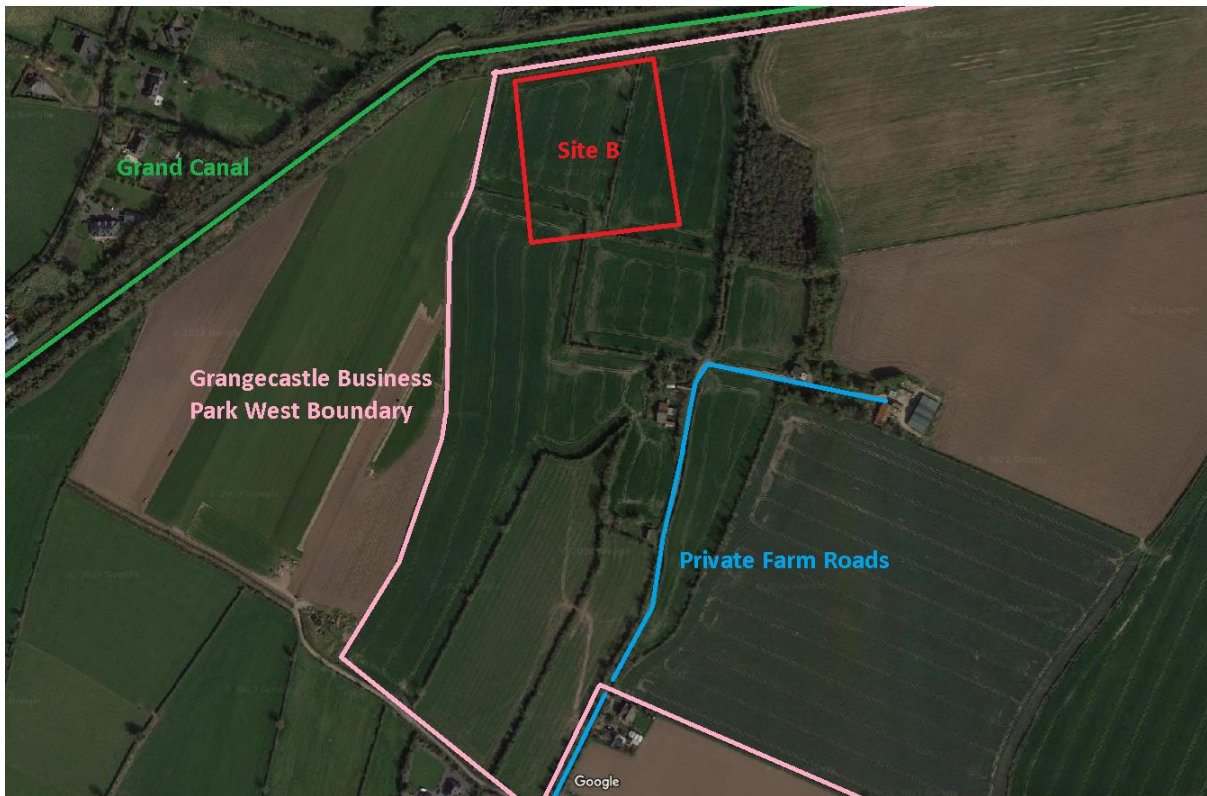 Site B
Grand Canal
Grangecastle Business
Park West Boundary
Private Farm Roads
Google